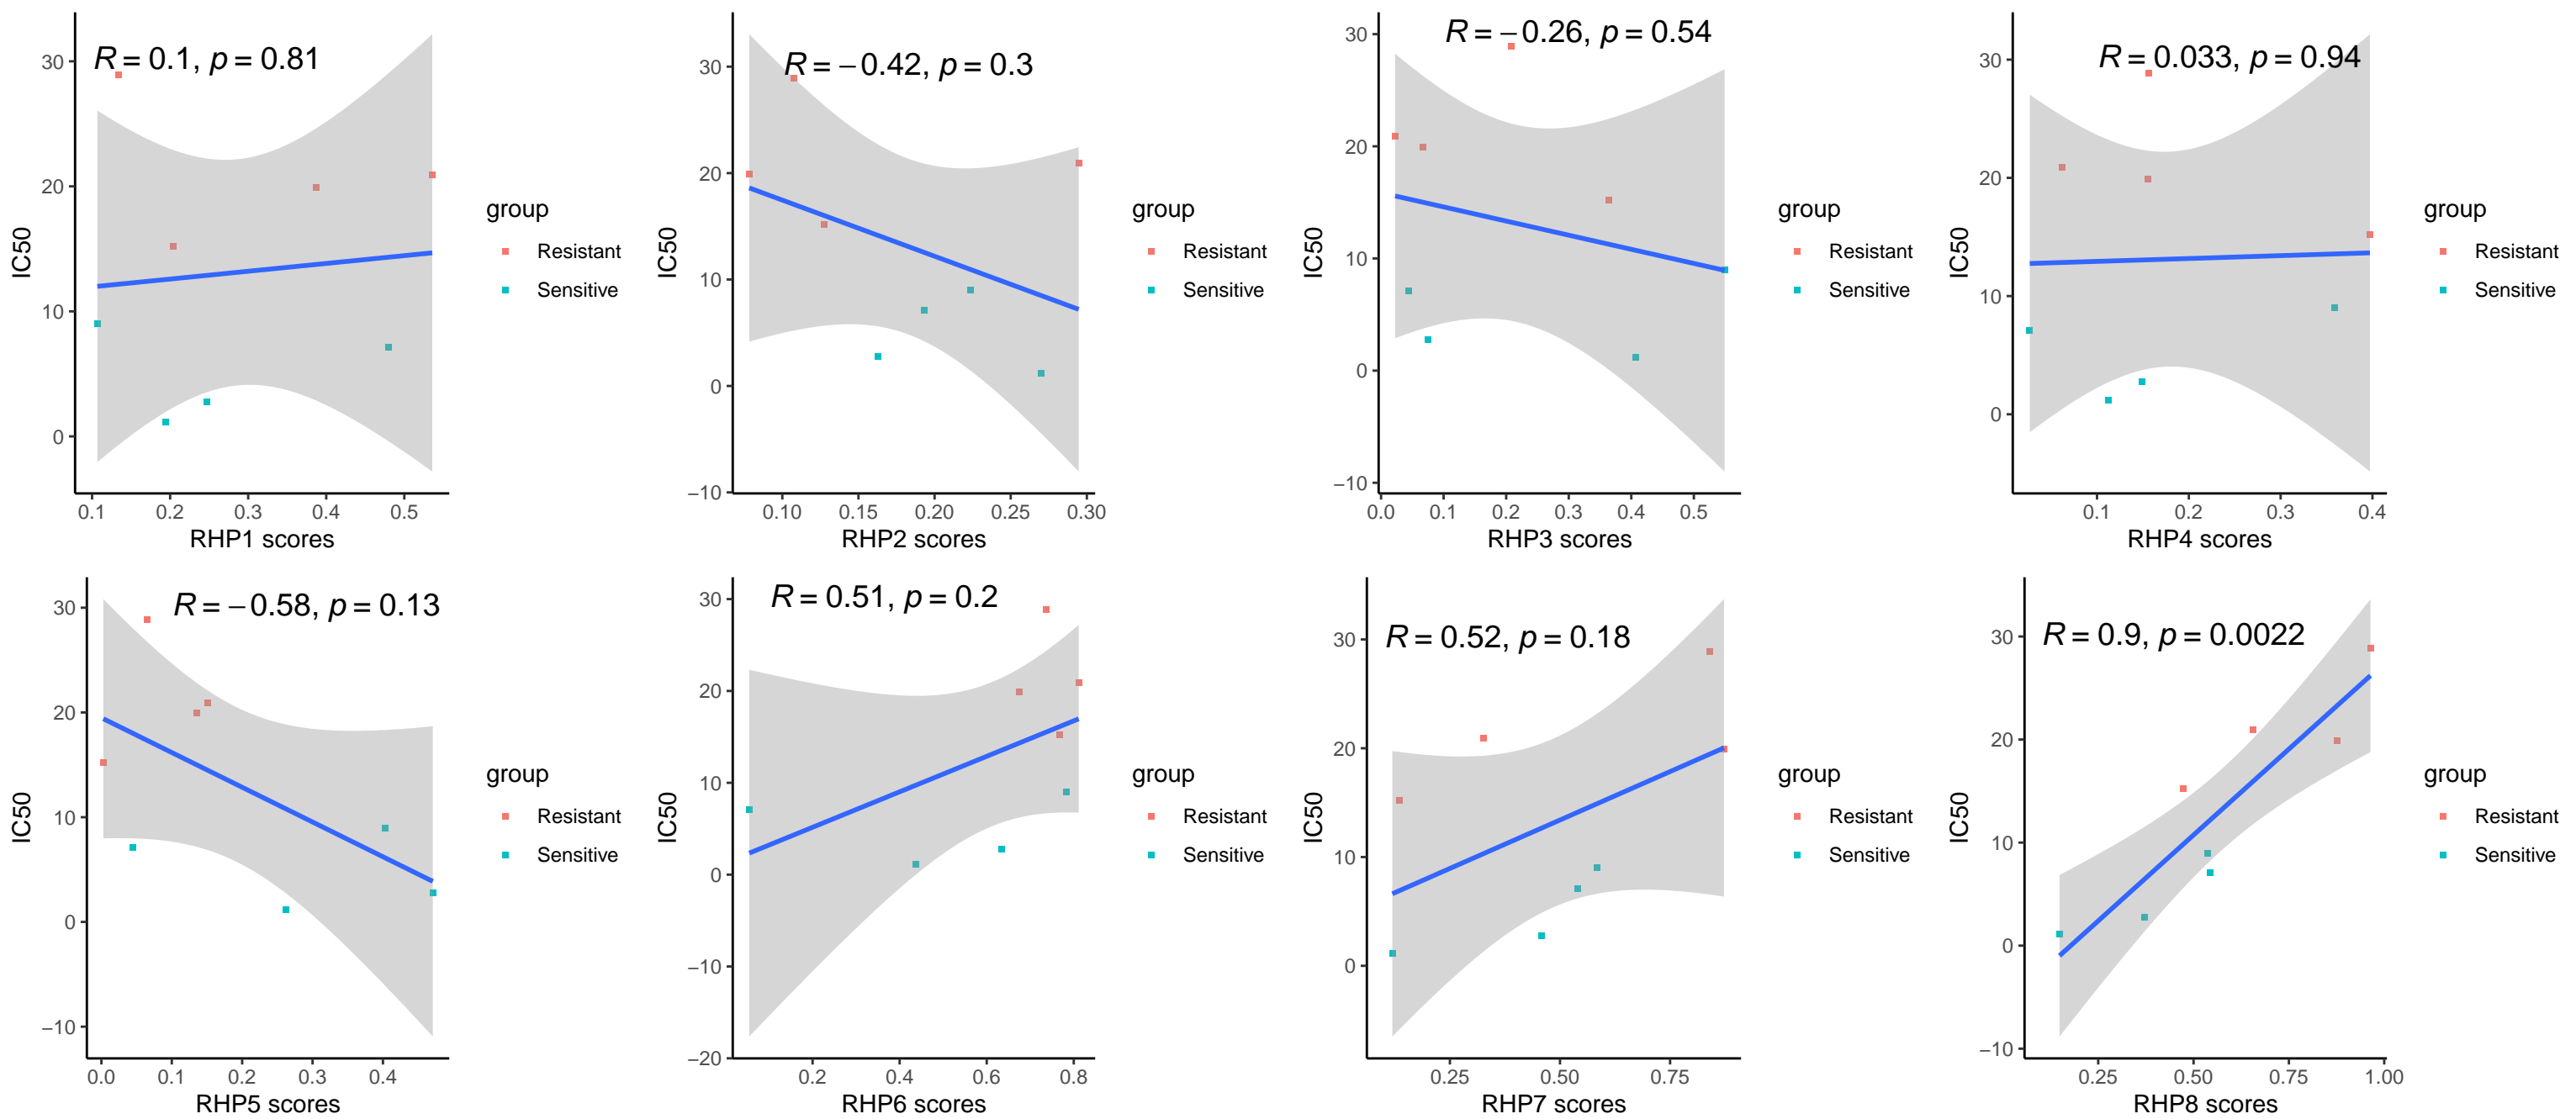 R = 0.1, p = 0.81
IC50
30
20
10
0
0.1 0.2 0.3 0.4 0.5
RHP1 scores
group
Resistant
Sensitive
R = −0.42, p = 0.3
IC50
30
20
10
0
−10
0.10 0.15 0.20 0.25 0.30
RHP2 scores
group
Resistant
Sensitive
R = −0.26, p = 0.54
IC50
30
20
10
0
−10
0.0 0.1 0.2 0.3 0.4 0.5
RHP3 scores
group
Resistant
Sensitive
R = 0.033, p = 0.94
IC50
30
20
10
0
0.1 0.2 0.3 0.4
RHP4 scores
group
Resistant
Sensitive
R = −0.58, p = 0.13
IC50
30
20
10
0
−10
0.0 0.1 0.2 0.3 0.4
RHP5 scores
group
Resistant
Sensitive
R = 0.51, p = 0.2
IC50
30
20
10
0
−10
−20
0.2 0.4 0.6 0.8
RHP6 scores
group
Resistant
Sensitive
R = 0.52, p = 0.18
IC50
30
20
10
0
0.25 0.50 0.75
RHP7 scores
group
Resistant
Sensitive
R = 0.9, p = 0.0022
IC50
30
20
10
0
−10
0.25 0.50 0.75 1.00
RHP8 scores
group
Resistant
Sensitive